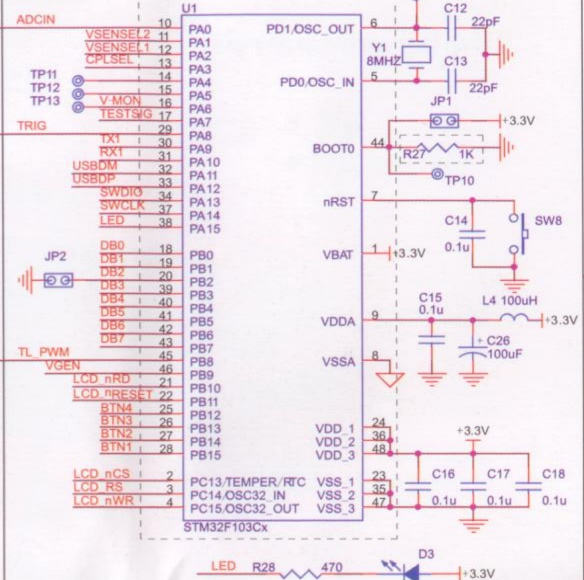 U1
ADCIN 10 PA0 PD1/OSC_OUT 6 C12 22pF
VSENSEL2 11 PA1
VSENSEL1 12 PA2 Y1
CPLSEL 13 PA3 8MHZ
TP11 14 PA4 PD0/OSC_IN 5 C13 22pF
TP12 15 PA5
TP13 V-MON 16 PA6 JP1
TESTSIG 17 PA7 +3.3V
TRIG 29 PA8
TX1 30 PA9 BOOT0 44 R27 1K
RX1 31 PA10
USBDM 32 PA11 TP10
USBDP 33 PA12
SWDIO 34 PA13 nRST 7
SWCLK 37 PA14 C14 SW8
LED 38 PA15 0.1u
DB0 18 PB0 VBAT 1 +3.3V
DB1 19 PB1
JP2 DB2 20 PB2
DB3 39 PB3 C15 L4 100uH
DB4 40 PB4 0.1u
DB5 41 PB5 VDDA 9 +3.3V
DB6 42 PB6 + C26
DB7 43 PB7 100uF
TL_PWM 45 PB8 VSSA 8
VGEN 46 PB9
LCD_nRD 21 PB10
LCD_nRESET 22 PB11
BTN4 25 PB12 VDD_1 24
BTN3 26 PB13 VDD_2 36 +3.3V
BTN2 27 PB14 VDD_3 48
BTN1 28 PB15
LCD_nCS 2 PC13/TEMPER/RTC VSS_1 23 C16 C17 C18
LCD_RS 3 PC14/OSC32_IN VSS_2 35
LCD_nWR 4 PC15/OSC32_OUT VSS_3 47 0.1u 0.1u 0.1u
STM32F103Cx
LED R28 470 D3 +3.3V